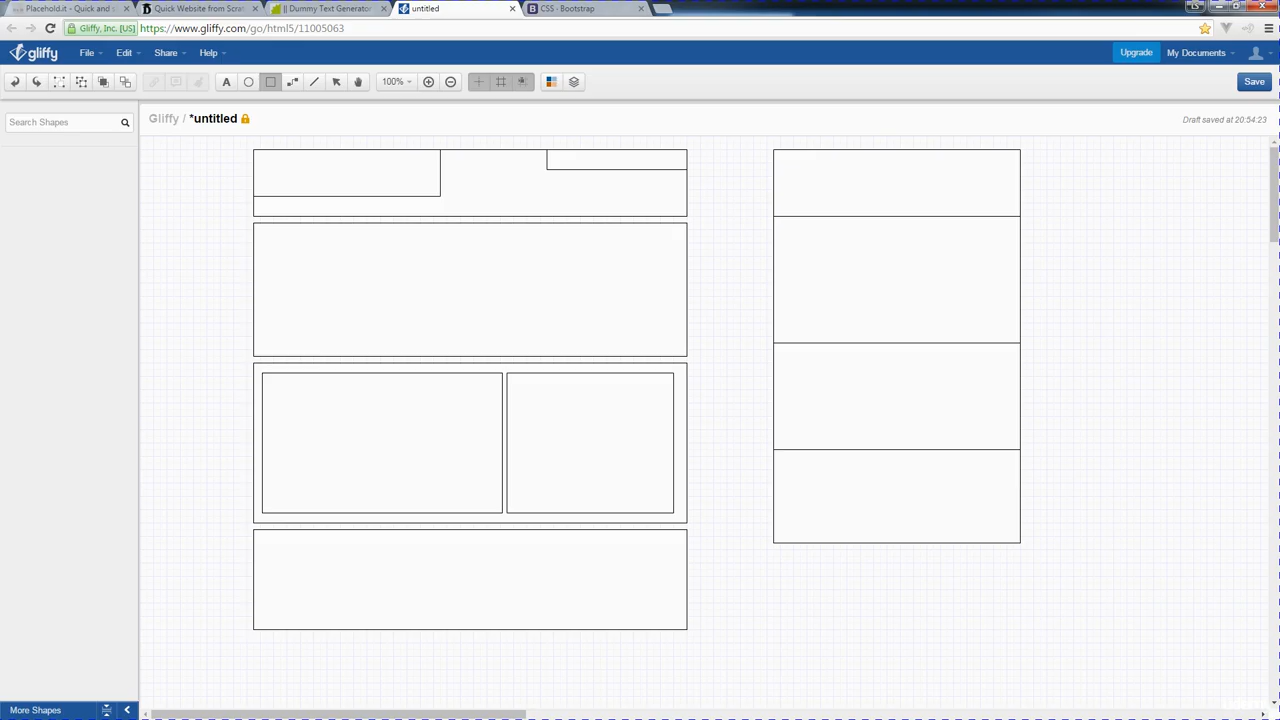 Placehold.it - Quick and s
Quick Website from Scrat
|| Dummy Text Generator
untitled
CSS · Bootstrap
Gliffy, Inc. [US]
https://www.gliffy.com/go/html5/11005063
gliffy
File
Edit
Share
Help
Upgrade
My Documents
A
100%
Save
Search Shapes
Gliffy / *untitled
Draft saved at 20:54:23
More Shapes